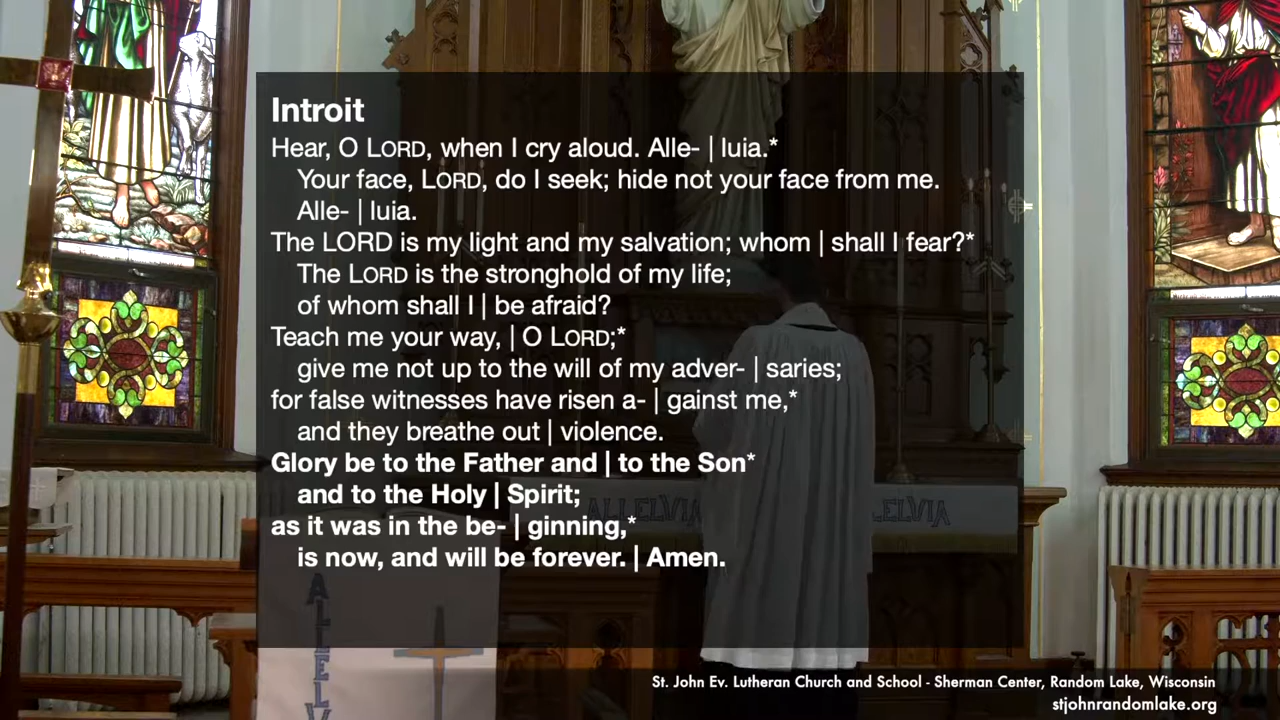 Introit
Hear, O LORD, when I cry aloud. Alle- | luia.*
Your face, LORD, do I seek; hide not your face from me.
Alle- | luia.
The LORD is my light and my salvation; whom | shall I fear?*
The LORD is the stronghold of my life;
of whom shall I | be afraid?
Teach me your way, | O LORD;*
give me not up to the will of my adver- | saries;
for false witnesses have risen a- | gainst me,*
and they breathe out | violence.
Glory be to the Father and | to the Son*
and to the Holy | Spirit;
as it was in the be- | ginning,*
is now, and will be forever. | Amen.
ALLELVIA
LELVIA
ALLELV
St. John Ev. Lutheran Church and School - Sherman Center, Random Lake, Wisconsin
stjohnrandomlake.org